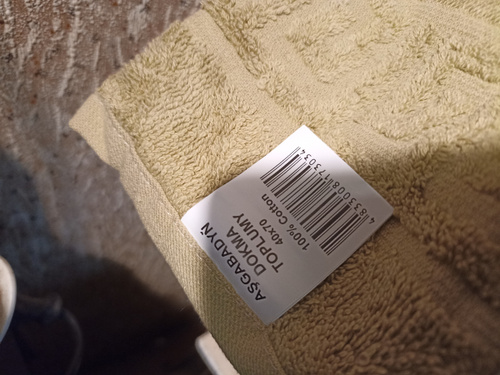 AŞGABADYŇ
DOKMA
TOPLUMY
40x70
100% Cotton
4833008173034